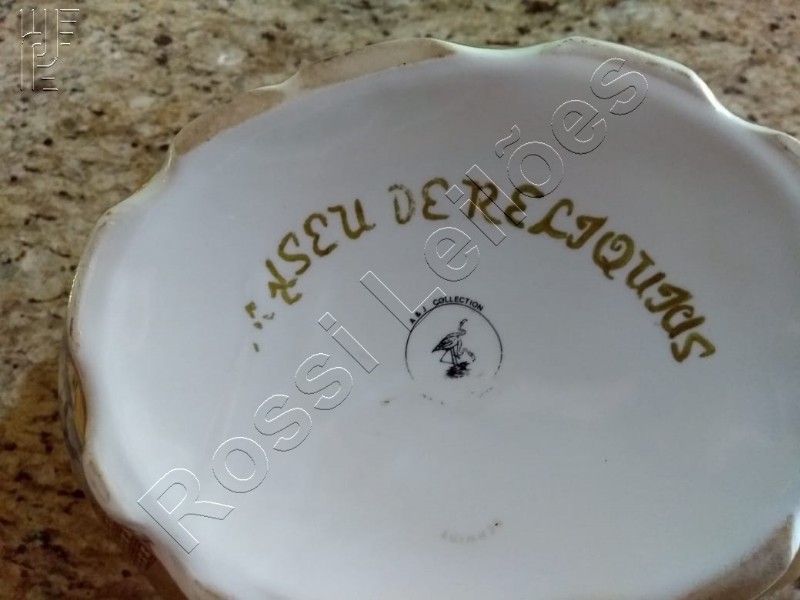 DE RELIQUIAS
A & J COLLECTION
Rossi Leilões